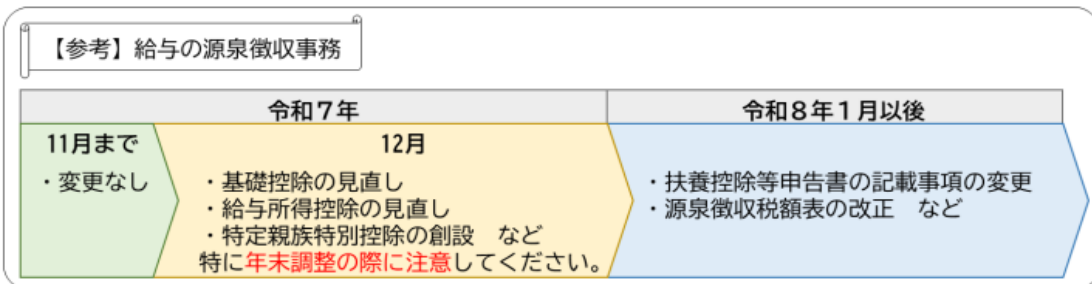 【参考】給与の源泉徴収事務
令和７年
令和８年１月以後
11月まで
・変更なし
12月
・基礎控除の見直し
・給与所得控除の見直し
・特定親族特別控除の創設　など
特に年末調整の際に注意してください。
・扶養控除等申告書の記載事項の変更
・源泉徴収税額表の改正　など